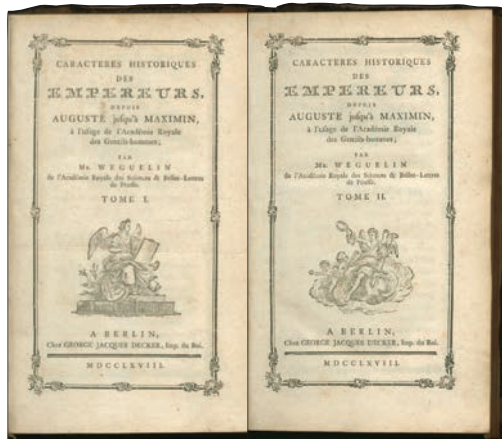 CARACTERES HISTORIQUES
DES
EMPEREURS,
DEPUIS
AUGUSTE jusqu'à MAXIMIN,
à l'usage de l'Académie Royale
des Gentils-hommes;
PAR
MR. WEGUELIN
de l'Académie Royale des Sciences & Belles-Lettres
de Prusse.
TOME I.
A BERLIN,
Chez GEORGE JACQUES DECKER, Imp. du Roi.
MDCCLXVIII.
CARACTERES HISTORIQUES
DES
EMPEREURS,
DEPUIS
AUGUSTE jusqu'à MAXIMIN,
à l'usage de l'Académie Royale
des Gentils-hommes;
PAR
MR. WEGUELIN
de l'Académie Royale des Sciences & Belles-Lettres
de Prusse.
TOME II.
A BERLIN,
Chez GEORGE JACQUES DECKER, Imp. du Roi.
MDCCLXVIII.